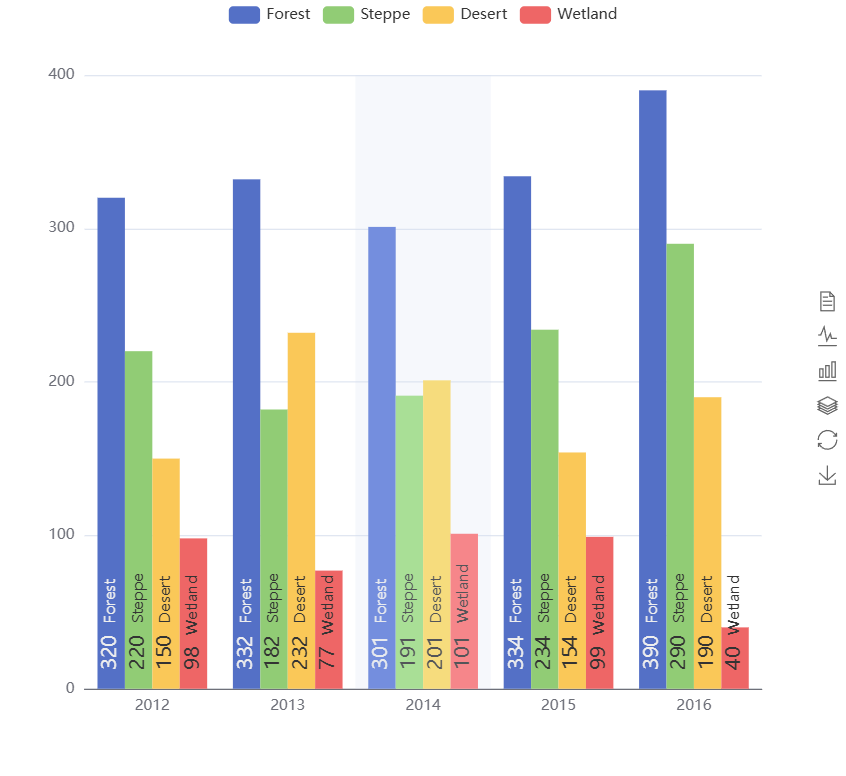 Forest Steppe Desert Wetland
400
300
200
100
0
320 Forest
220 Steppe
150 Desert
98 Wetland
332 Forest
182 Steppe
232 Desert
77 Wetland
301 Forest
191 Steppe
201 Desert
101 Wetland
334 Forest
234 Steppe
154 Desert
99 Wetland
390 Forest
290 Steppe
190 Desert
40 Wetland
2012 2013 2014 2015 2016